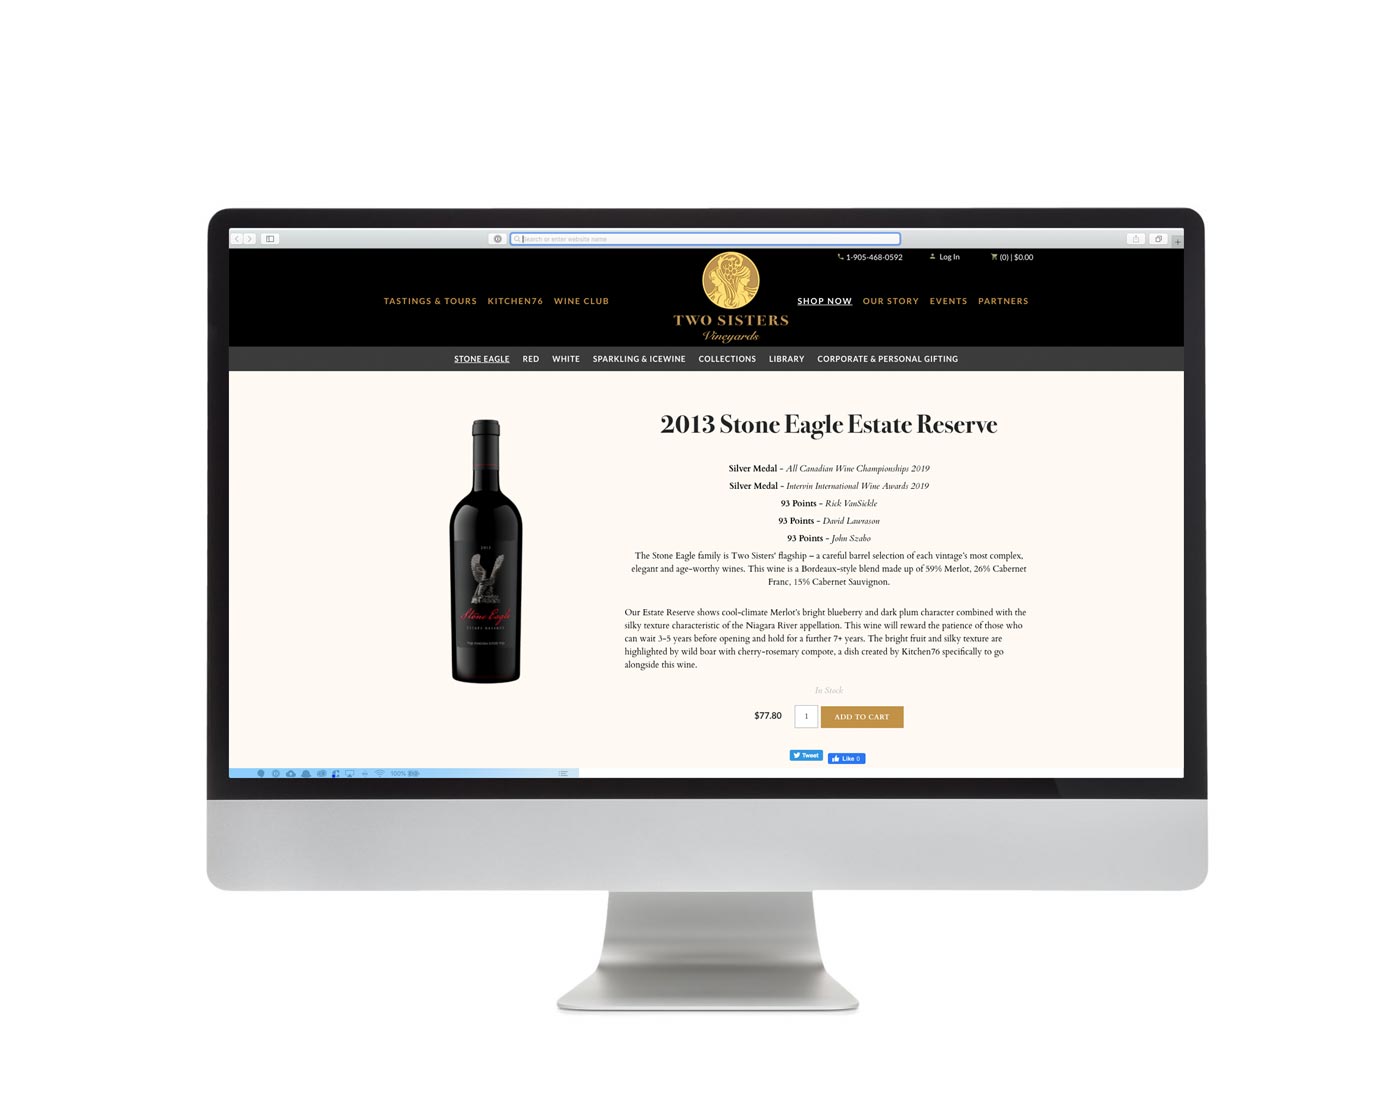 Search or enter website name
1-905-468-0592 Log In (0) | $0.00
TASTINGS & TOURS KITCHEN76 WINE CLUB
TWO SISTERS
Vineyards
SHOP NOW OUR STORY EVENTS PARTNERS
STONE EAGLE RED WHITE SPARKLING & ICEWINE COLLECTIONS LIBRARY CORPORATE & PERSONAL GIFTING
2013
Stone Eagle
ESTATE RESERVE
2013 Stone Eagle Estate Reserve
Silver Medal - All Canadian Wine Championships 2019
Silver Medal - Intervin International Wine Awards 2019
93 Points - Rick VanSickle
93 Points - David Lawrason
93 Points - John Szabo
The Stone Eagle family is Two Sisters' flagship – a careful barrel selection of each vintage's most complex,
elegant and age-worthy wines. This wine is a Bordeaux-style blend made up of 59% Merlot, 26% Cabernet
Franc, 15% Cabernet Sauvignon.
Our Estate Reserve shows cool-climate Merlot's bright blueberry and dark plum character combined with the
silky texture characteristic of the Niagara River appellation. This wine will reward the patience of those who
can wait 3-5 years before opening and hold for a further 7+ years. The bright fruit and silky texture are
highlighted by wild boar with cherry-rosemary compote, a dish created by Kitchen76 specifically to go
alongside this wine.
In Stock
$77.80 1 ADD TO CART
Tweet Like 0
100%